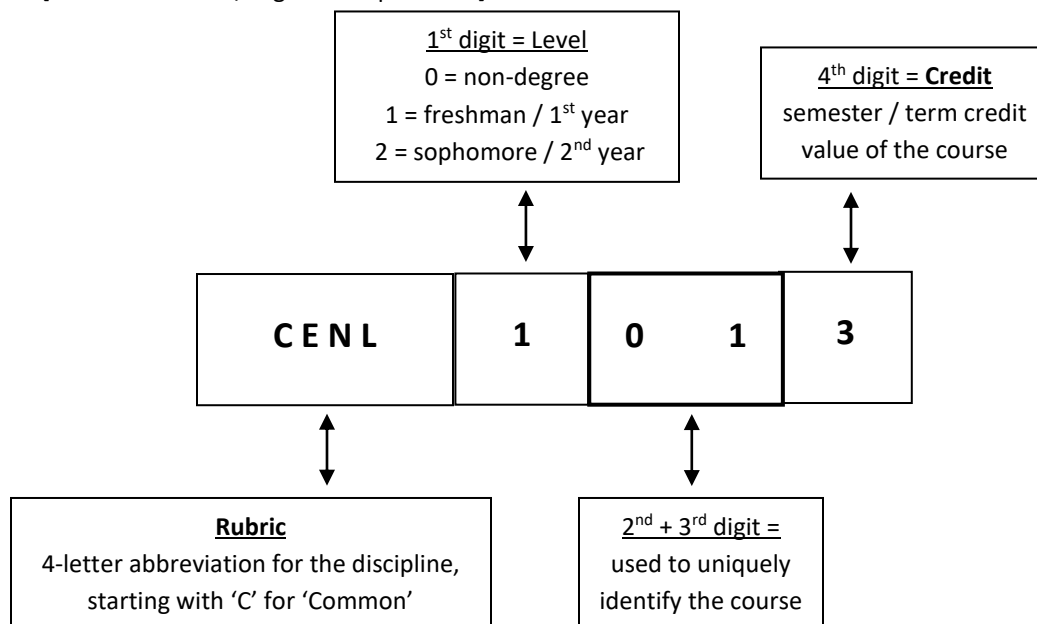 1st digit = Level
0 = non-degree
1 = freshman / 1st year
2 = sophomore / 2nd year
4th digit = Credit
semester / term credit
value of the course
C E N L 1 0 1 3
Rubric
4-letter abbreviation for the discipline,
starting with ‘C’ for ‘Common’
2nd + 3rd digit =
used to uniquely
identify the course